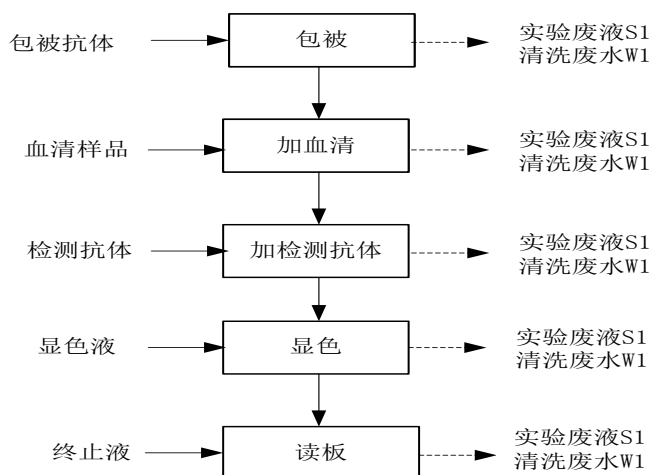 包被抗体
包被
实验废液S1
清洗废水W1
血清样品
加血清
实验废液S1
清洗废水W1
检测抗体
加检测抗体
实验废液S1
清洗废水W1
显色液
显色
实验废液S1
清洗废水W1
终止液
读板
实验废液S1
清洗废水W1